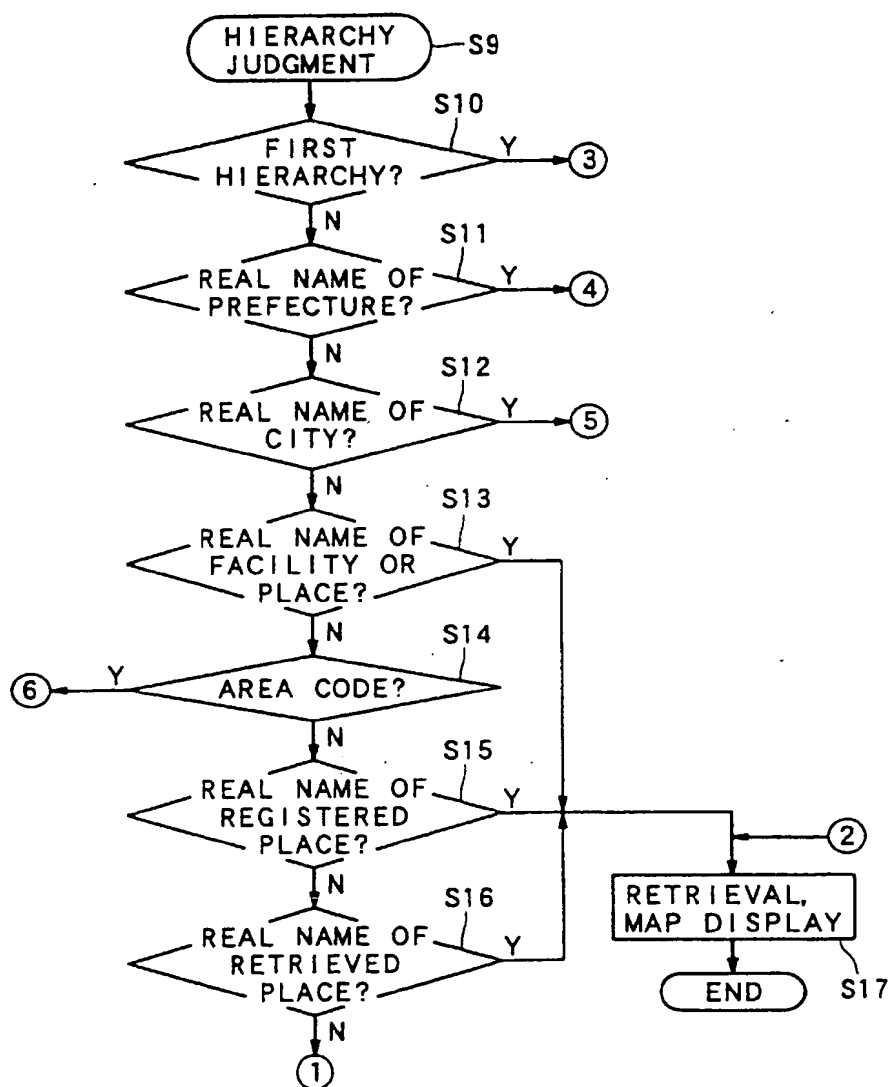 HIERARCHY
JUDGMENT
S9
S10
FIRST
HIERARCHY?
Y
3
N
S11
REAL NAME OF
PREFECTURE?
Y
4
N
S12
REAL NAME OF
CITY?
Y
5
N
S13
REAL NAME OF
FACILITY OR
PLACE?
Y
N
S14
AREA CODE?
Y
6
N
S15
REAL NAME OF
REGISTERED
PLACE?
Y
2
N
RETRIEVAL,
MAP DISPLAY
S17
END
S16
REAL NAME OF
RETRIEVED
PLACE?
Y
N
1